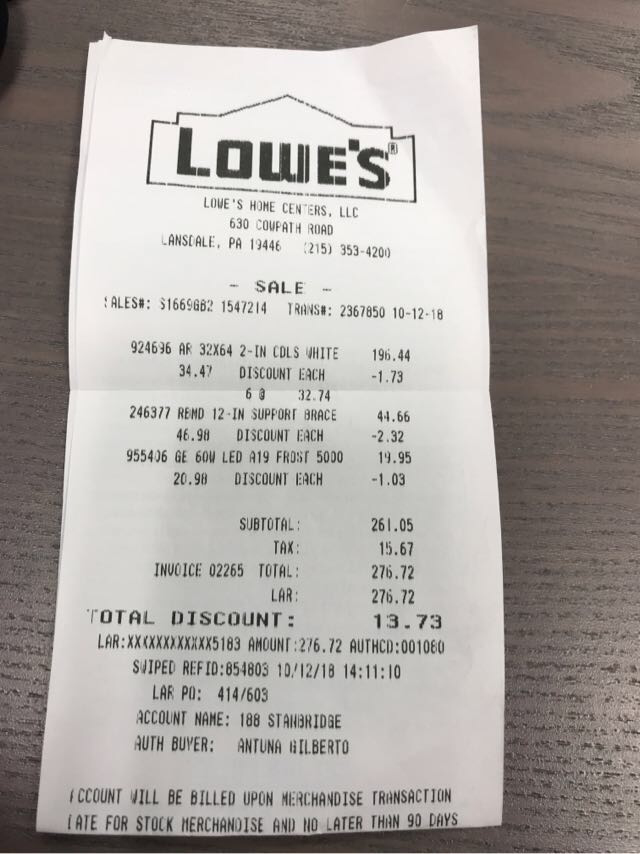 LOWE'S®
LOWE'S HOME CENTERS, LLC
630 COWPATH ROAD
LANSDALE, PA 19446 (215) 353-4200
- SALE -
SALES#: S1669GB2 1547214 TRANS#: 2367850 10-12-18
924696 AR 32X64 2-IN CDLS WHITE 196.44
34.47 DISCOUNT EACH -1.73
6 @ 32.74
246377 REMD 12-IN SUPPORT BRACE 44.66
46.98 DISCOUNT EACH -2.32
955406 GE 60W LED A19 FROST 5000 19.95
20.98 DISCOUNT EACH -1.03
SUBTOTAL: 261.05
TAX: 15.67
INVOICE 02265 TOTAL: 276.72
LAR: 276.72
TOTAL DISCOUNT: 13.73
LAR:XXXXXXXXXXXX5183 AMOUNT:276.72 AUTHCD:001080
SWIPED REFID:854803 10/12/18 14:11:10
LAR PO: 414/603
ACCOUNT NAME: 188 STANBRIDGE
AUTH BUYER: ANTUNA GILBERTO
ACCOUNT WILL BE BILLED UPON MERCHANDISE TRANSACTION
DATE FOR STOCK MERCHANDISE AND NO LATER THAN 90 DAYS